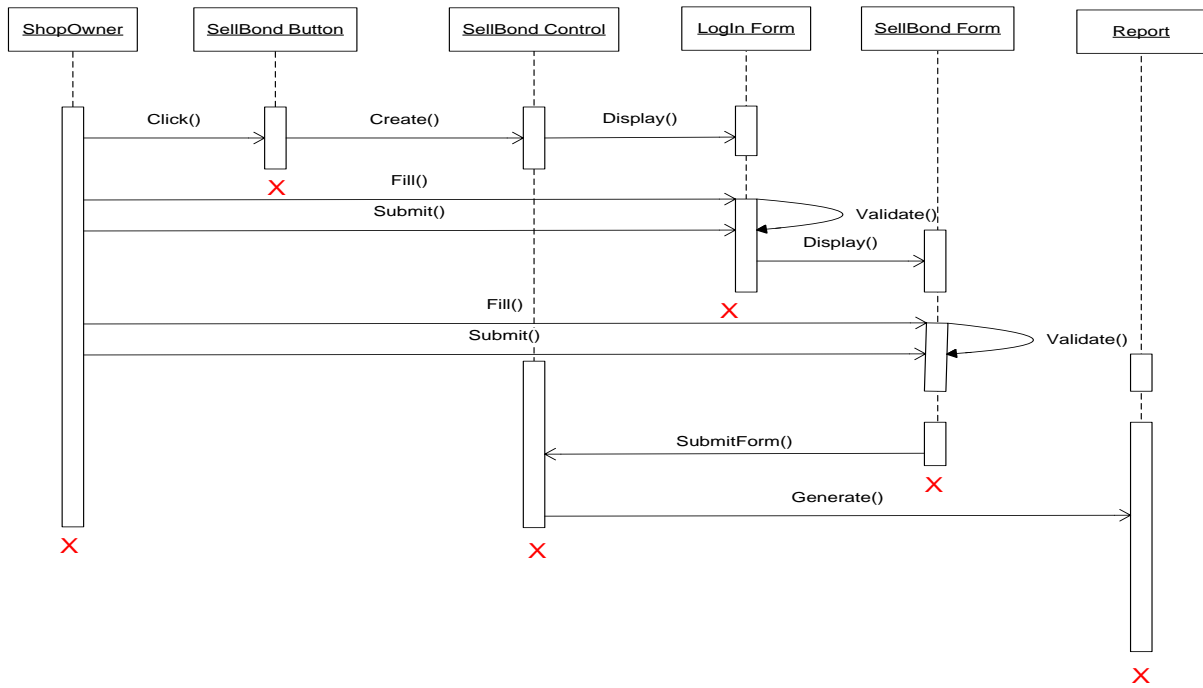 ShopOwner
SellBond Button
SellBond Control
LogIn Form
SellBond Form
Report
Click()
Create()
Display()
Fill()
Submit()
Validate()
Display()
Fill()
Submit()
Validate()
SubmitForm()
Generate()